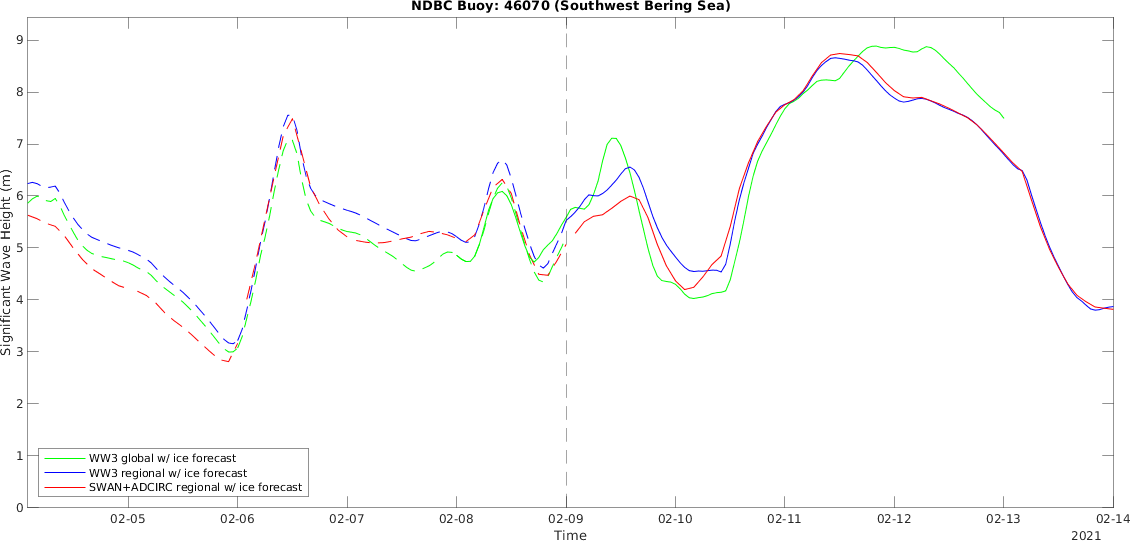 NDBC Buoy: 46070 (Southwest Bering Sea)
Significant Wave Height (m)
9
8
7
6
5
4
3
2
1
0
WW3 global w/ ice forecast
WW3 regional w/ ice forecast
SWAN+ADCIRC regional w/ ice forecast
02-05 02-06 02-07 02-08 02-09 02-10 02-11 02-12 02-13 02-14
Time
2021